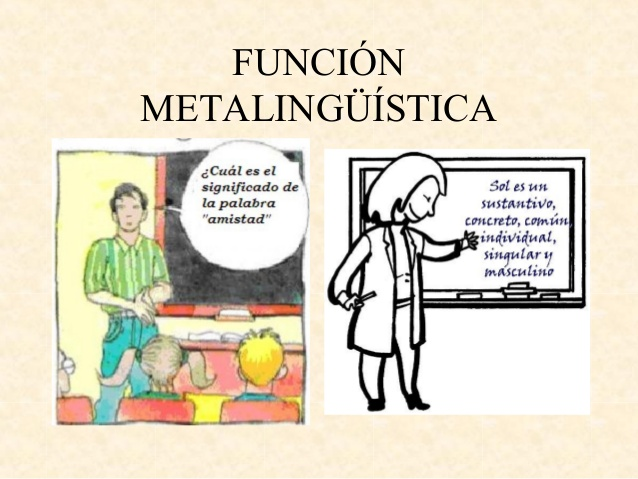 FUNCIÓN
METALINGÜÍSTICA
¿Cuál es el
significado de
la palabra
"amistad"
Sol es un
sustantivo,
concreto, común,
individual,
singular y
masculino